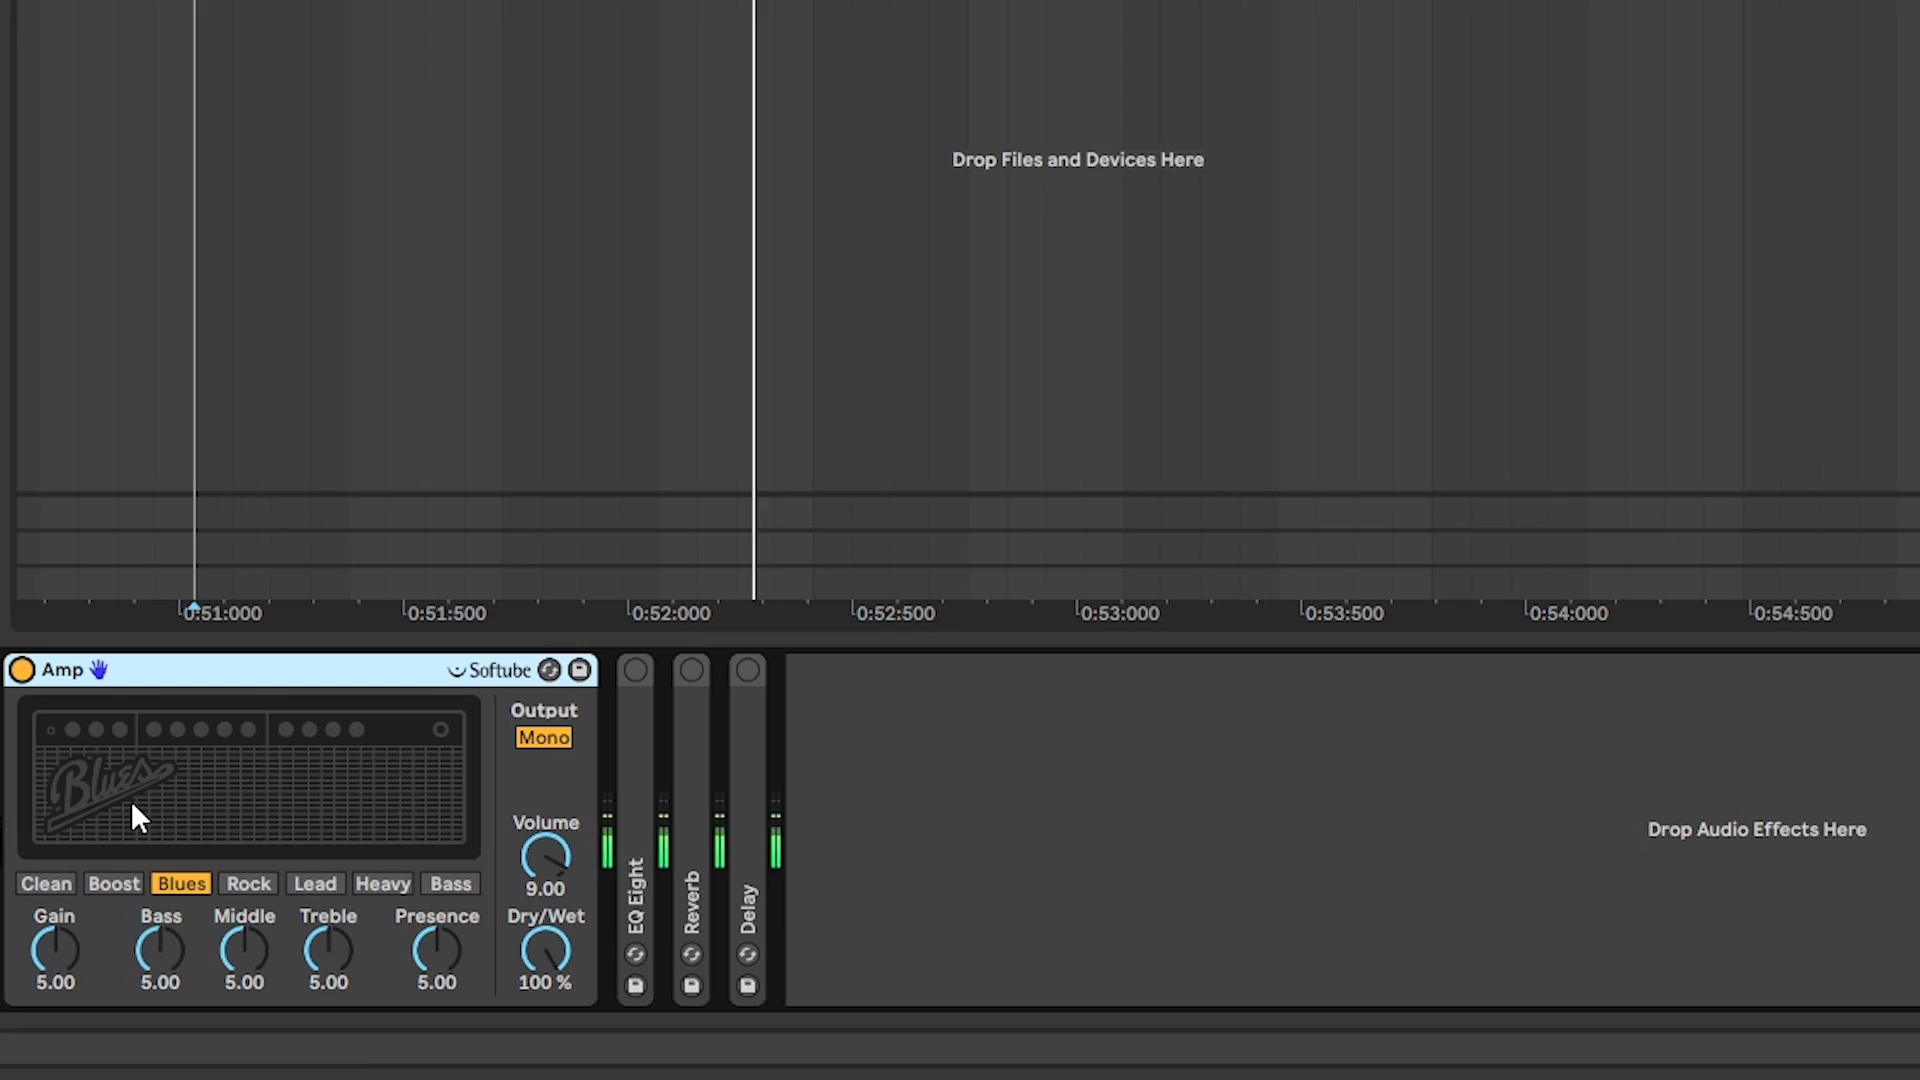 Drop Files and Devices Here
0:51:000 0:51:500 0:52:000 0:52:500 0:53:000 0:53:500 0:54:000 0:54:500
Amp Softube
Output
Mono
Blues
Volume
9.00
Clean Boost Blues Rock Lead Heavy Bass
Gain Bass Middle Treble Presence Dry/Wet
5.00 5.00 5.00 5.00 5.00 100 %
EQ Eight
Reverb
Delay
Drop Audio Effects Here